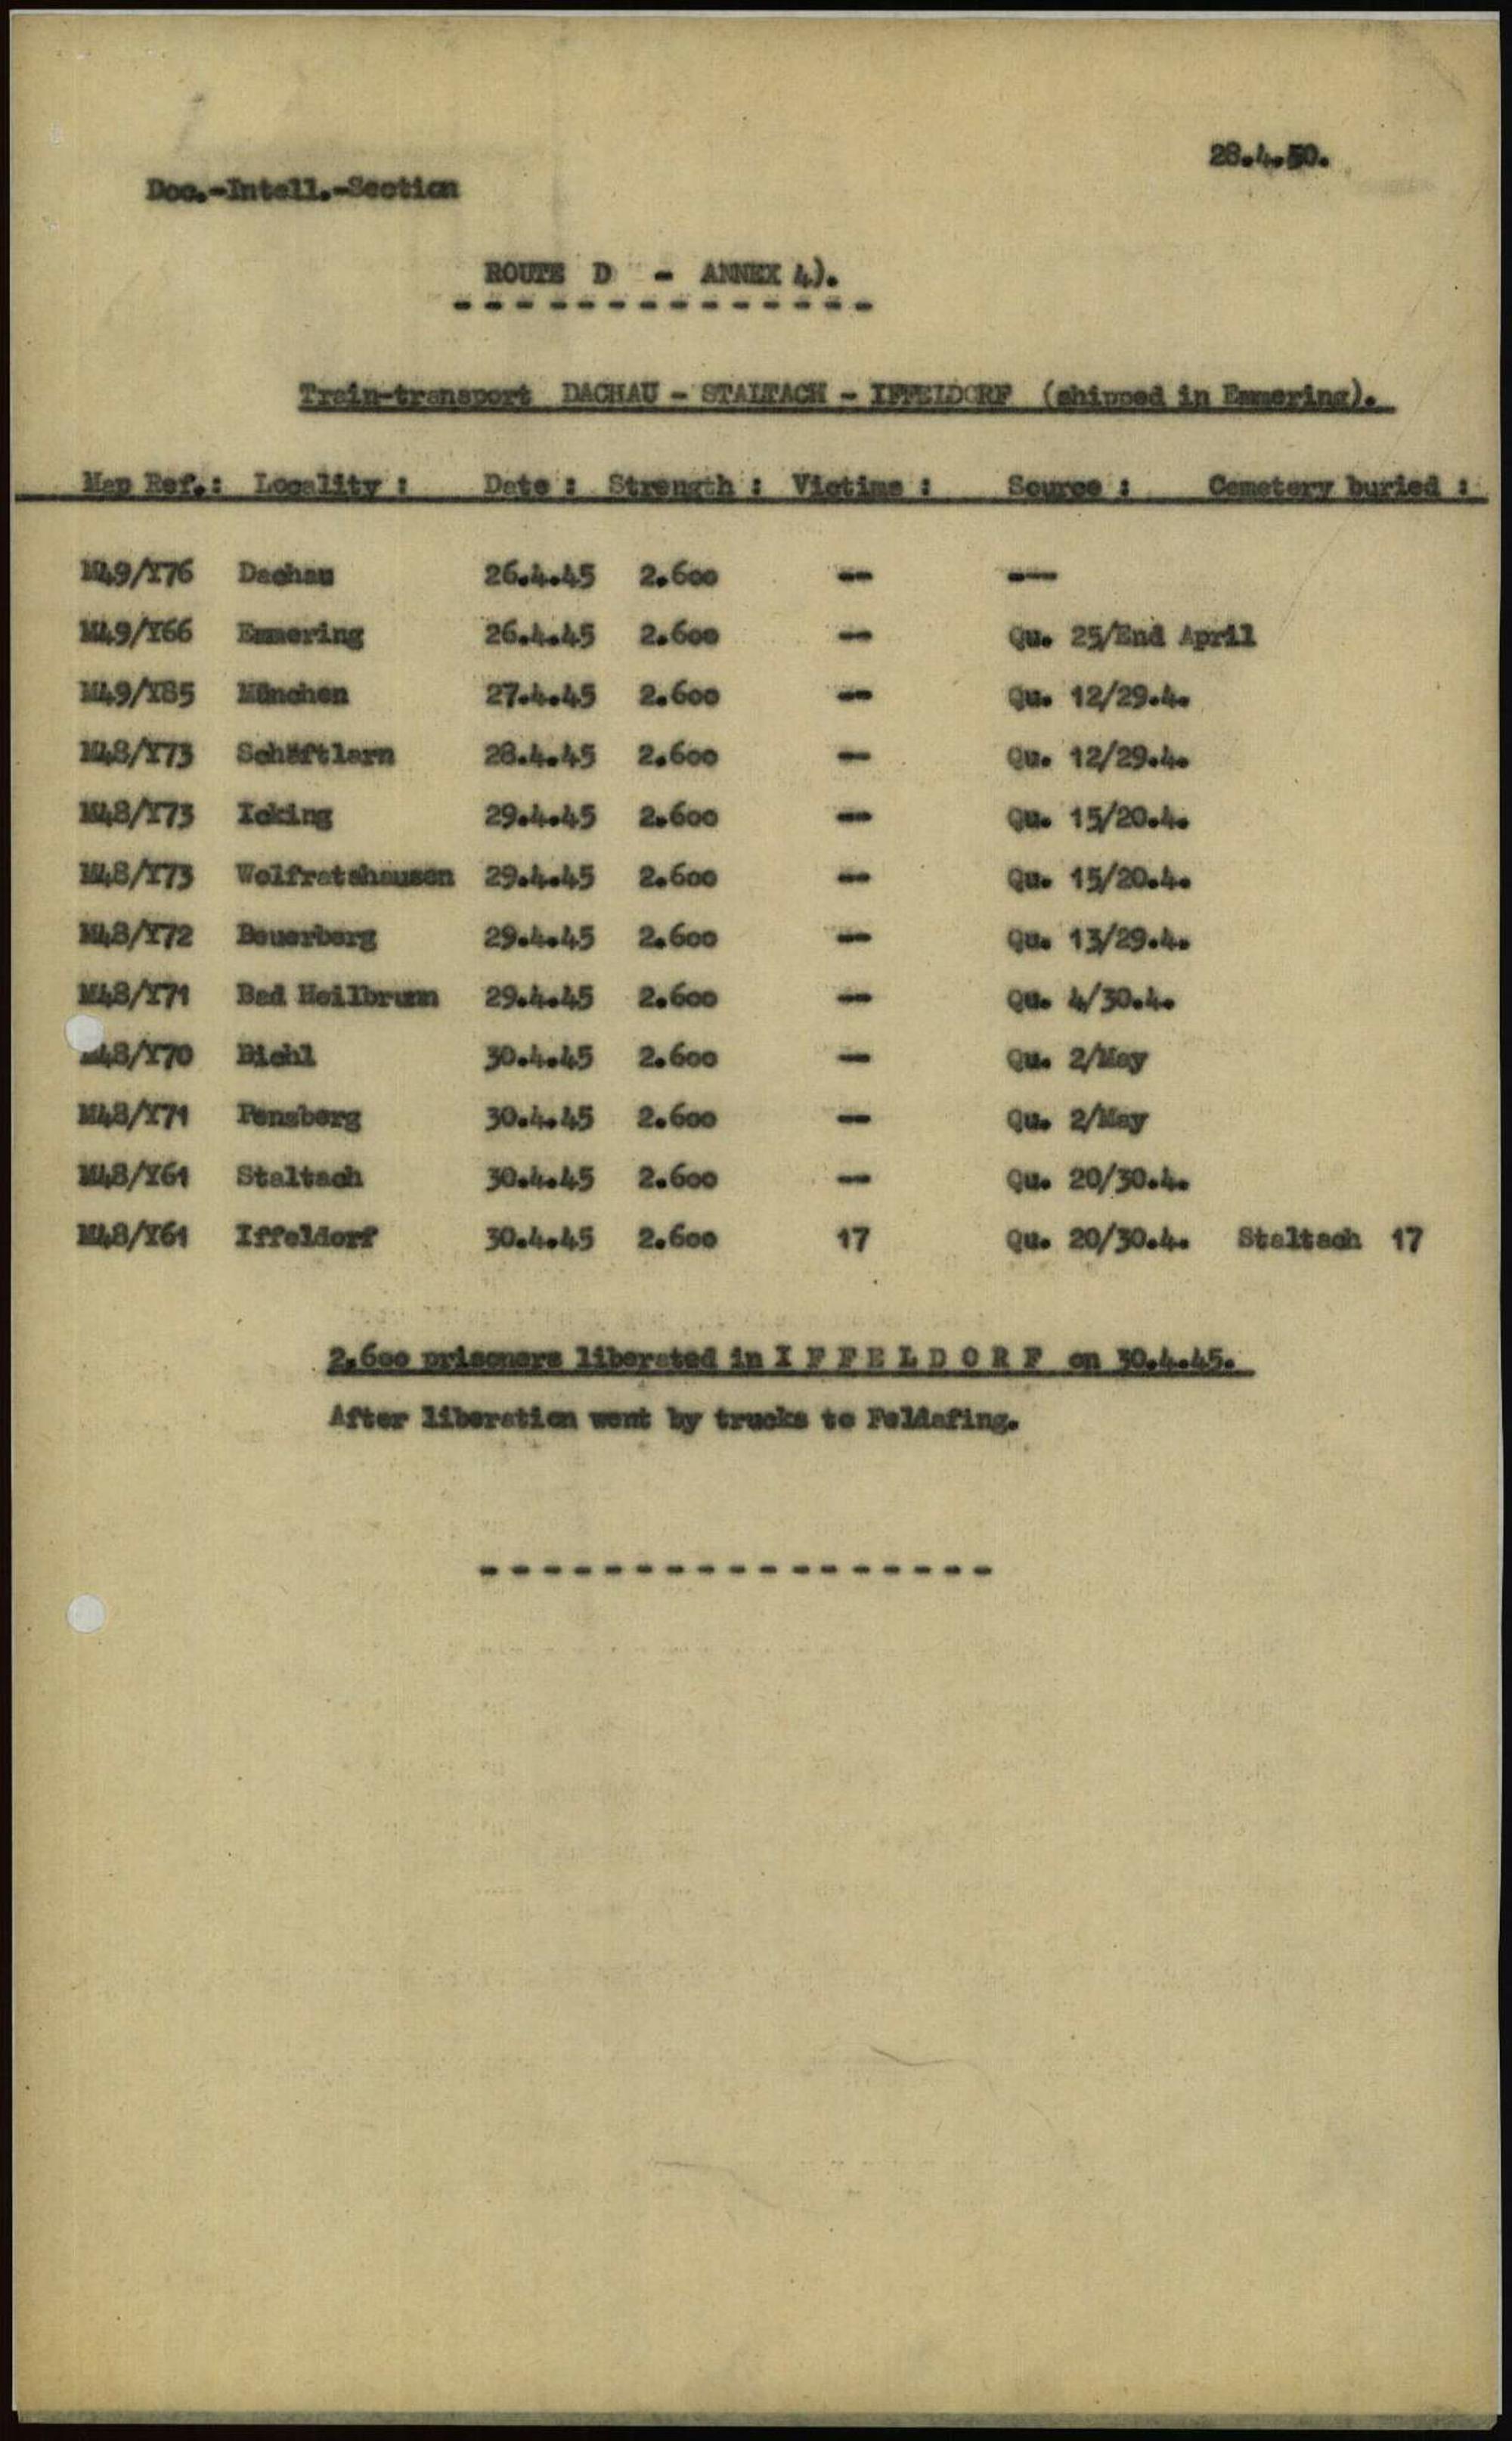 28.4.50.
Doc.-Intell.-Section
ROUTE D - ANNEX 4).
- - - - - - - - - - - - - -
Train-transport DACHAU - STALTACH - IFFELDORF (shipped in Emmering).
Map Ref.: Locality : Date : Strength : Victims : Source : Cemetery buried :
M49/Y76 Dachau 26.4.45 2.600 -- ---
M49/Y66 Emmering 26.4.45 2.600 -- Qu. 25/End April
M49/Y85 München 27.4.45 2.600 -- Qu. 12/29.4.
M48/Y73 Schäftlarn 28.4.45 2.600 -- Qu. 12/29.4.
M48/Y73 Icking 29.4.45 2.600 -- Qu. 15/20.4.
M48/Y73 Wolfratshausen 29.4.45 2.600 -- Qu. 15/20.4.
M48/Y72 Beuerberg 29.4.45 2.600 -- Qu. 13/29.4.
M48/Y71 Bad Heilbrunn 29.4.45 2.600 -- Qu. 4/30.4.
M48/Y70 Bichl 30.4.45 2.600 -- Qu. 2/May
M48/Y71 Penzberg 30.4.45 2.600 -- Qu. 2/May
M48/Y61 Staltach 30.4.45 2.600 -- Qu. 20/30.4.
M48/Y61 Iffeldorf 30.4.45 2.600 17 Qu. 20/30.4. Staltach 17
2.600 prisoners liberated in I F F E L D O R F on 30.4.45.
After liberation went by trucks to Feldafing.
- - - - - - - - - - - - - - - - -